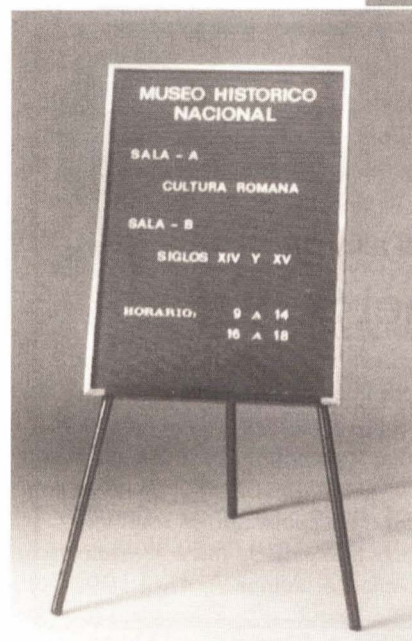 MUSEO HISTORICO
NACIONAL
SALA - A
CULTURA ROMANA
SALA - B
SIGLOS XIV Y XV
HORARIO: 9 A 14
16 A 18